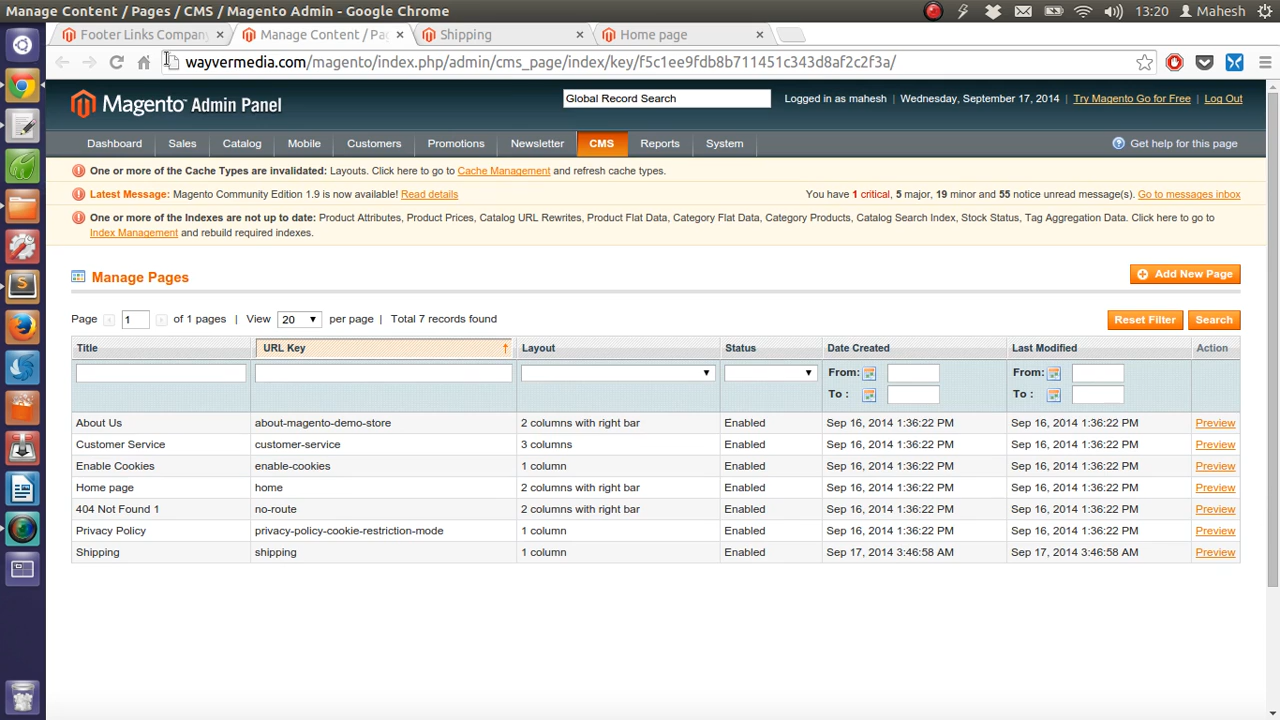 Manage Content / Pages / CMS / Magento Admin - Google Chrome
13:20 Mahesh
Footer Links Company
Manage Content / Pa
Shipping
Home page
wayvermedia.com/magento/index.php/admin/cms_page/index/key/f5c1ee9fdb8b711451c343d8af2c2f3a/
Magento Admin Panel
Global Record Search
Logged in as mahesh | Wednesday, September 17, 2014 | Try Magento Go for Free | Log Out
Dashboard Sales Catalog Mobile Customers Promotions Newsletter CMS Reports System
Get help for this page
One or more of the Cache Types are invalidated: Layouts. Click here to go to Cache Management and refresh cache types.
Latest Message: Magento Community Edition 1.9 is now available! Read details
You have 1 critical, 5 major, 19 minor and 55 notice unread message(s). Go to messages inbox
One or more of the Indexes are not up to date: Product Attributes, Product Prices, Catalog URL Rewrites, Product Flat Data, Category Flat Data, Category Products, Catalog Search Index, Stock Status, Tag Aggregation Data. Click here to go to
Index Management and rebuild required indexes.
Manage Pages
Add New Page
Page 1 of 1 pages | View 20 per page | Total 7 records found
Reset Filter Search
Title URL Key Layout Status Date Created Last Modified Action
From: From:
To : To :
About Us about-magento-demo-store 2 columns with right bar Enabled Sep 16, 2014 1:36:22 PM Sep 16, 2014 1:36:22 PM Preview
Customer Service customer-service 3 columns Enabled Sep 16, 2014 1:36:22 PM Sep 16, 2014 1:36:22 PM Preview
Enable Cookies enable-cookies 1 column Enabled Sep 16, 2014 1:36:22 PM Sep 16, 2014 1:36:22 PM Preview
Home page home 2 columns with right bar Enabled Sep 16, 2014 1:36:22 PM Sep 16, 2014 1:36:22 PM Preview
404 Not Found 1 no-route 2 columns with right bar Enabled Sep 16, 2014 1:36:22 PM Sep 16, 2014 1:36:22 PM Preview
Privacy Policy privacy-policy-cookie-restriction-mode 1 column Enabled Sep 16, 2014 1:36:22 PM Sep 16, 2014 1:36:22 PM Preview
Shipping shipping 1 column Enabled Sep 17, 2014 3:46:58 AM Sep 17, 2014 3:46:58 AM Preview